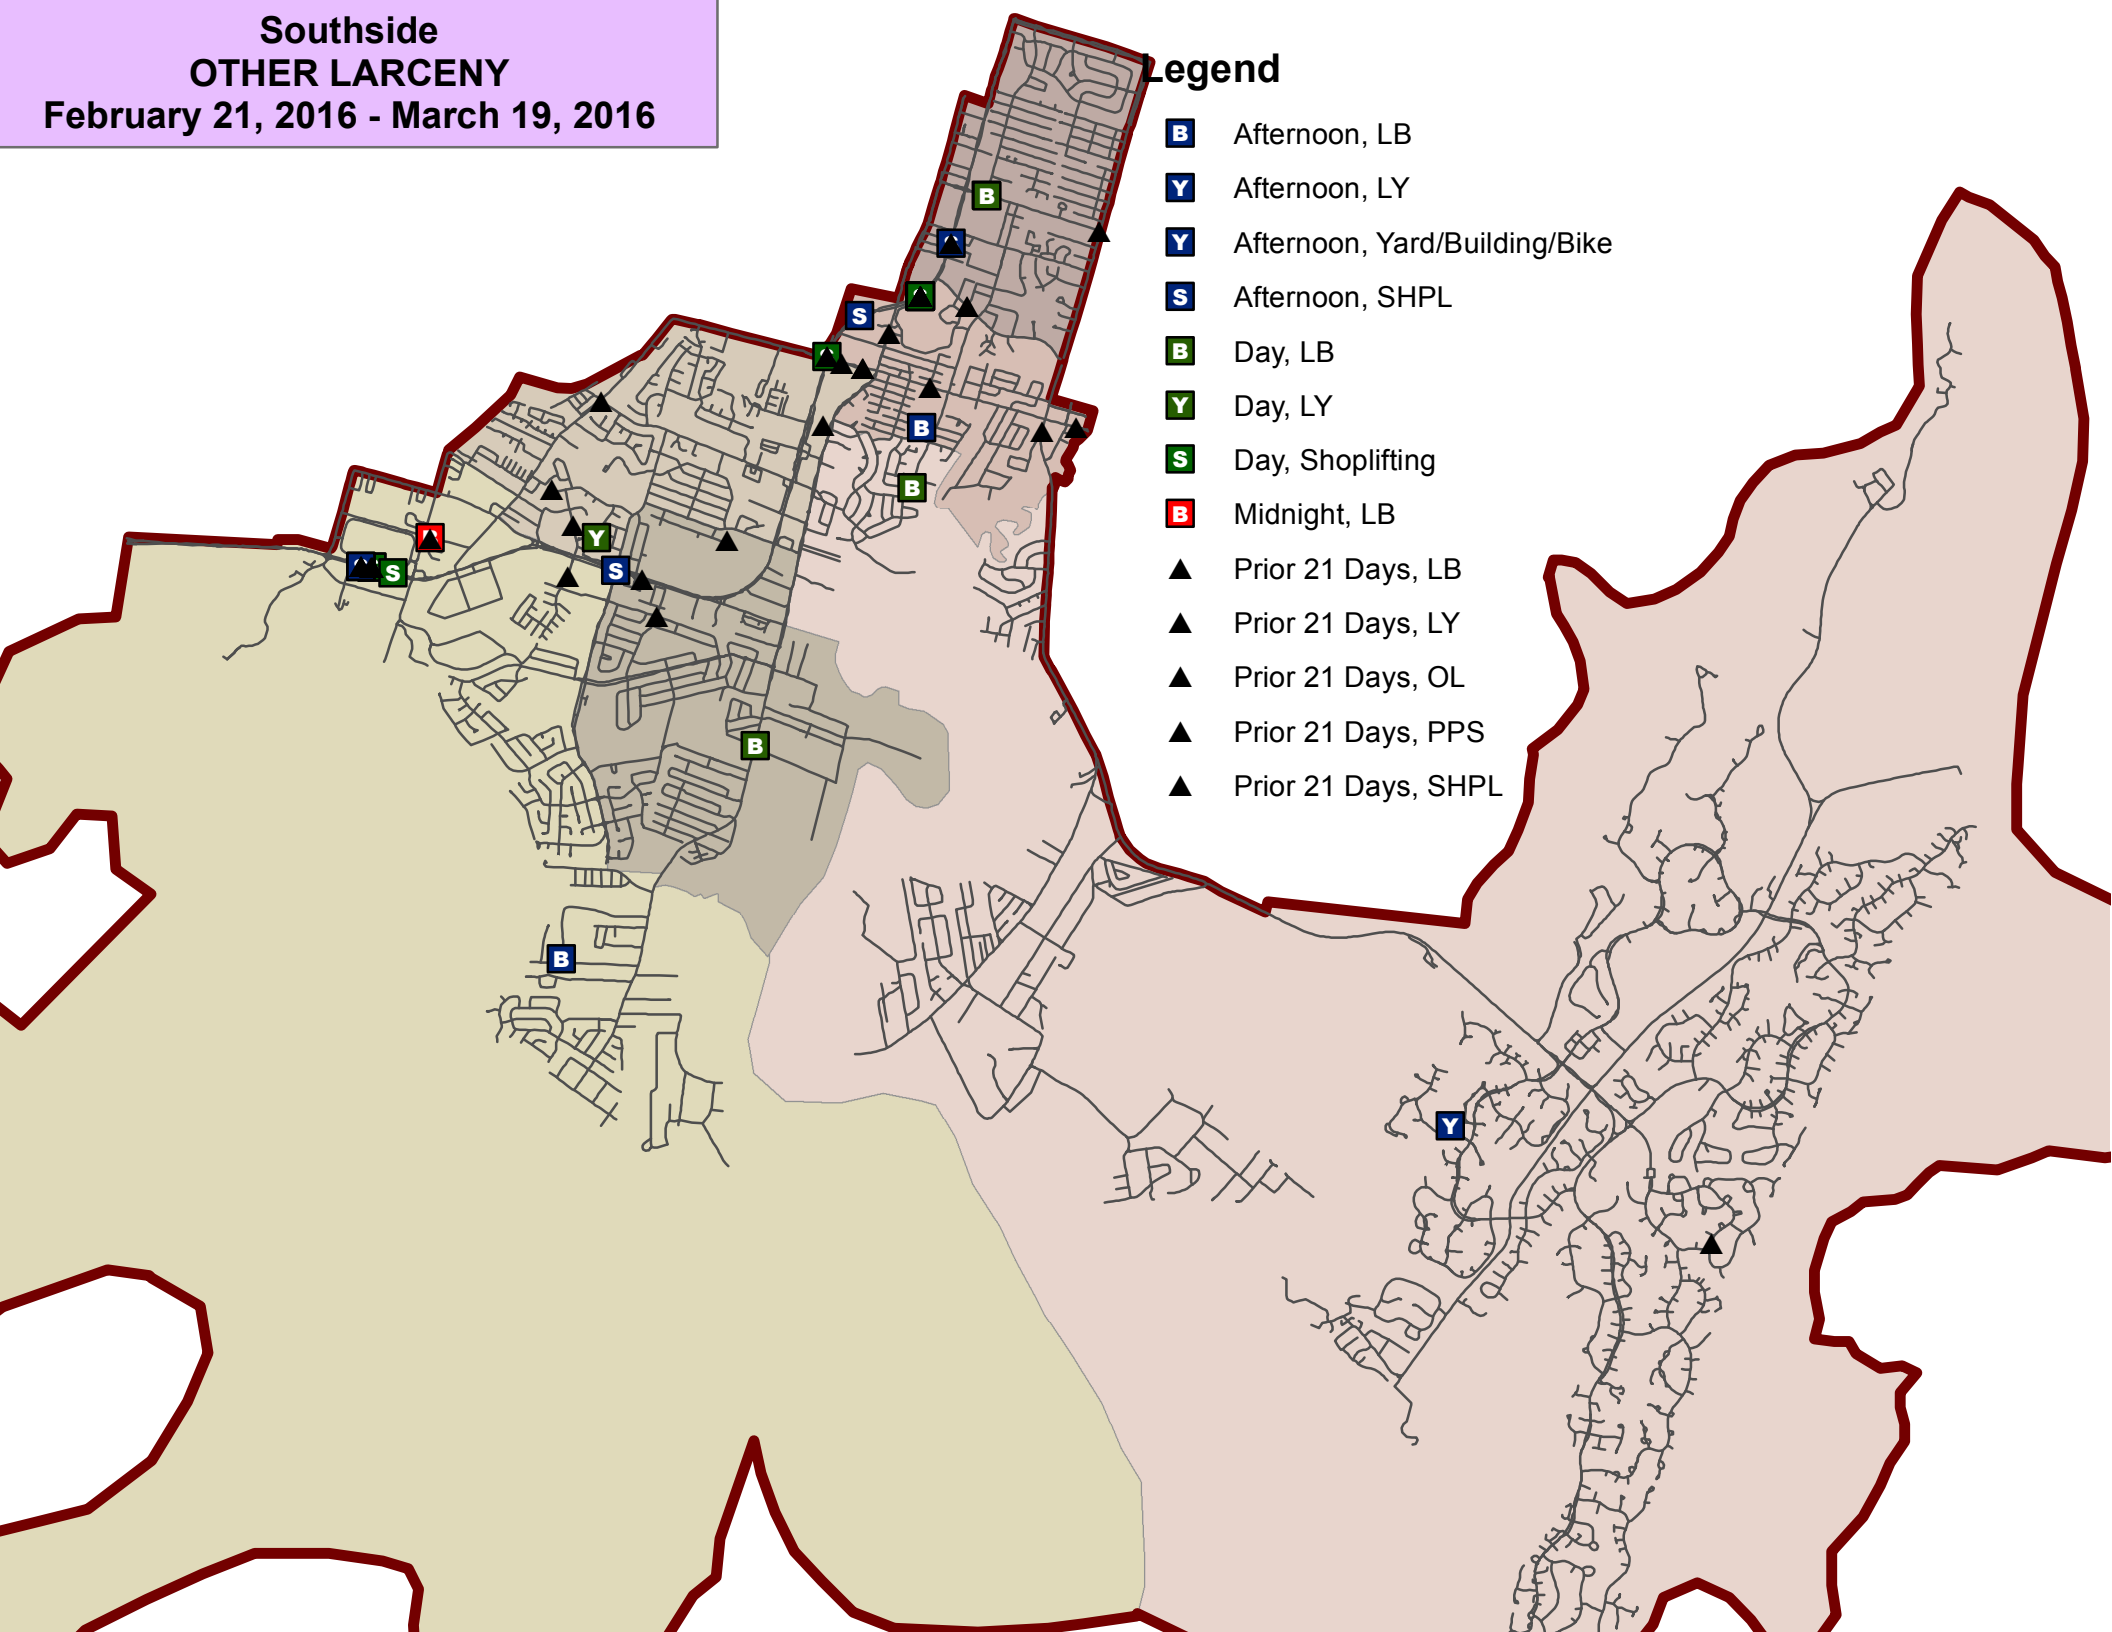 Southside
OTHER LARCENY
February 21, 2016 - March 19, 2016
Legend
B Afternoon, LB
Y Afternoon, LY
Y Afternoon, Yard/Building/Bike
S Afternoon, SHPL
B Day, LB
Y Day, LY
S Day, Shoplifting
B Midnight, LB
Prior 21 Days, LB
Prior 21 Days, LY
Prior 21 Days, OL
Prior 21 Days, PPS
Prior 21 Days, SHPL
B
S
B
B
Y
S
S
B
B
Y